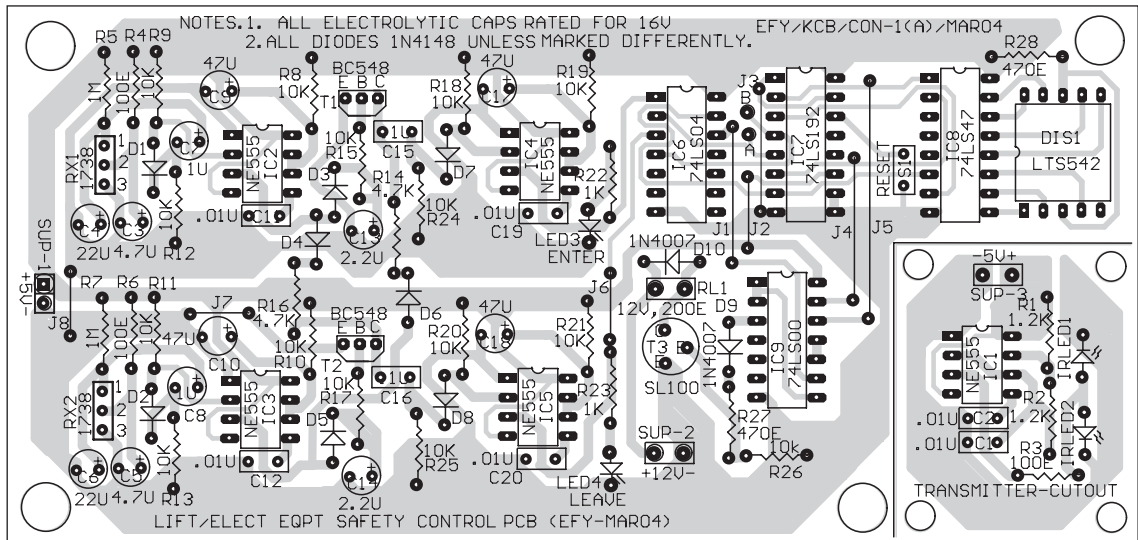 NOTES.1. ALL ELECTROLYTIC CAPS RATED FOR 16V
2.ALL DIODES 1N4148 UNLESS MARKED DIFFERENTLY.
EFY/KCB/CON-1(A)/MAR04
R5 R4 R9
1M 100E 10K
47U
C9
R8
10K
BC548
E B C
T1
R18
10K
47U
R19
10K
R28
470E
J3
B
A
RX1
1738
1
2
3
D1
C7
1U
NE555
IC2
10K
R15
1U
C15
D7
IC4
NE555
IC6
74LS04
IC7
74LS192
IC8
74LS47
DIS1
LTS542
RESET
S1
D3
R14
4.7K
10K
R24
R22
1K
C4
22U
C3
4.7U
10K
R12
.01U
C11
D4
C13
2.2U
.01U
C19
LED3
ENTER
J1 J2 J4 J5
1N4007
D10
SUP-1
+5V-
J8
R7 R6 R11
1M 100E 10K
J7
47U
C10
R16
4.7K
10K
R10
BC548
E B C
T2
D6
R20
10K
47U
C18
R21
10K
J6
RL1
12V,200E
D9
1N4007
C
T3 B
E
SL100
IC9
74LS00
RX2
1738
1
2
3
D2
1U
C8
NE555
IC3
10K
R17
1U
C16
D5
D8
NE555
IC5
R23
1K
C6
22U
C5
4.7U
10K
R13
.01U
C12
C14
2.2U
10K
R25
.01U
C20
LED4
LEAVE
SUP-2
+12V-
R27
470E
10k
R26
LIFT/ELECT EQPT SAFETY CONTROL PCB (EFY-MAR04)
-5V+
SUP-3
R1
1.2K
NE555
IC1
IRLED1
R2
1.2K
.01U
C2
.01U
C1
IRLED2
R3
100E
TRANSMITTER-CUTOUT